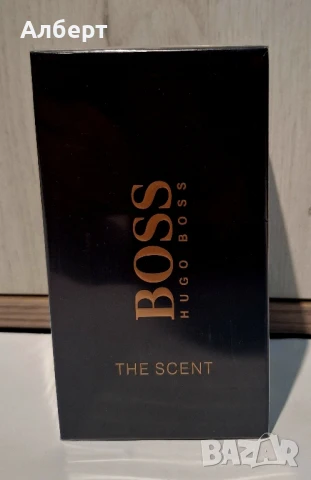 Алберт
BOSS
HUGO BOSS
THE SCENT
BAZAR